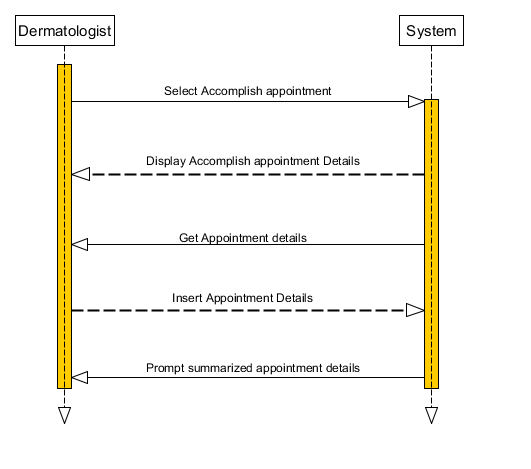 Dermatologist
System
Select Accomplish appointment
Display Accomplish appointment Details
Get Appointment details
Insert Appointment Details
Prompt summarized appointment details